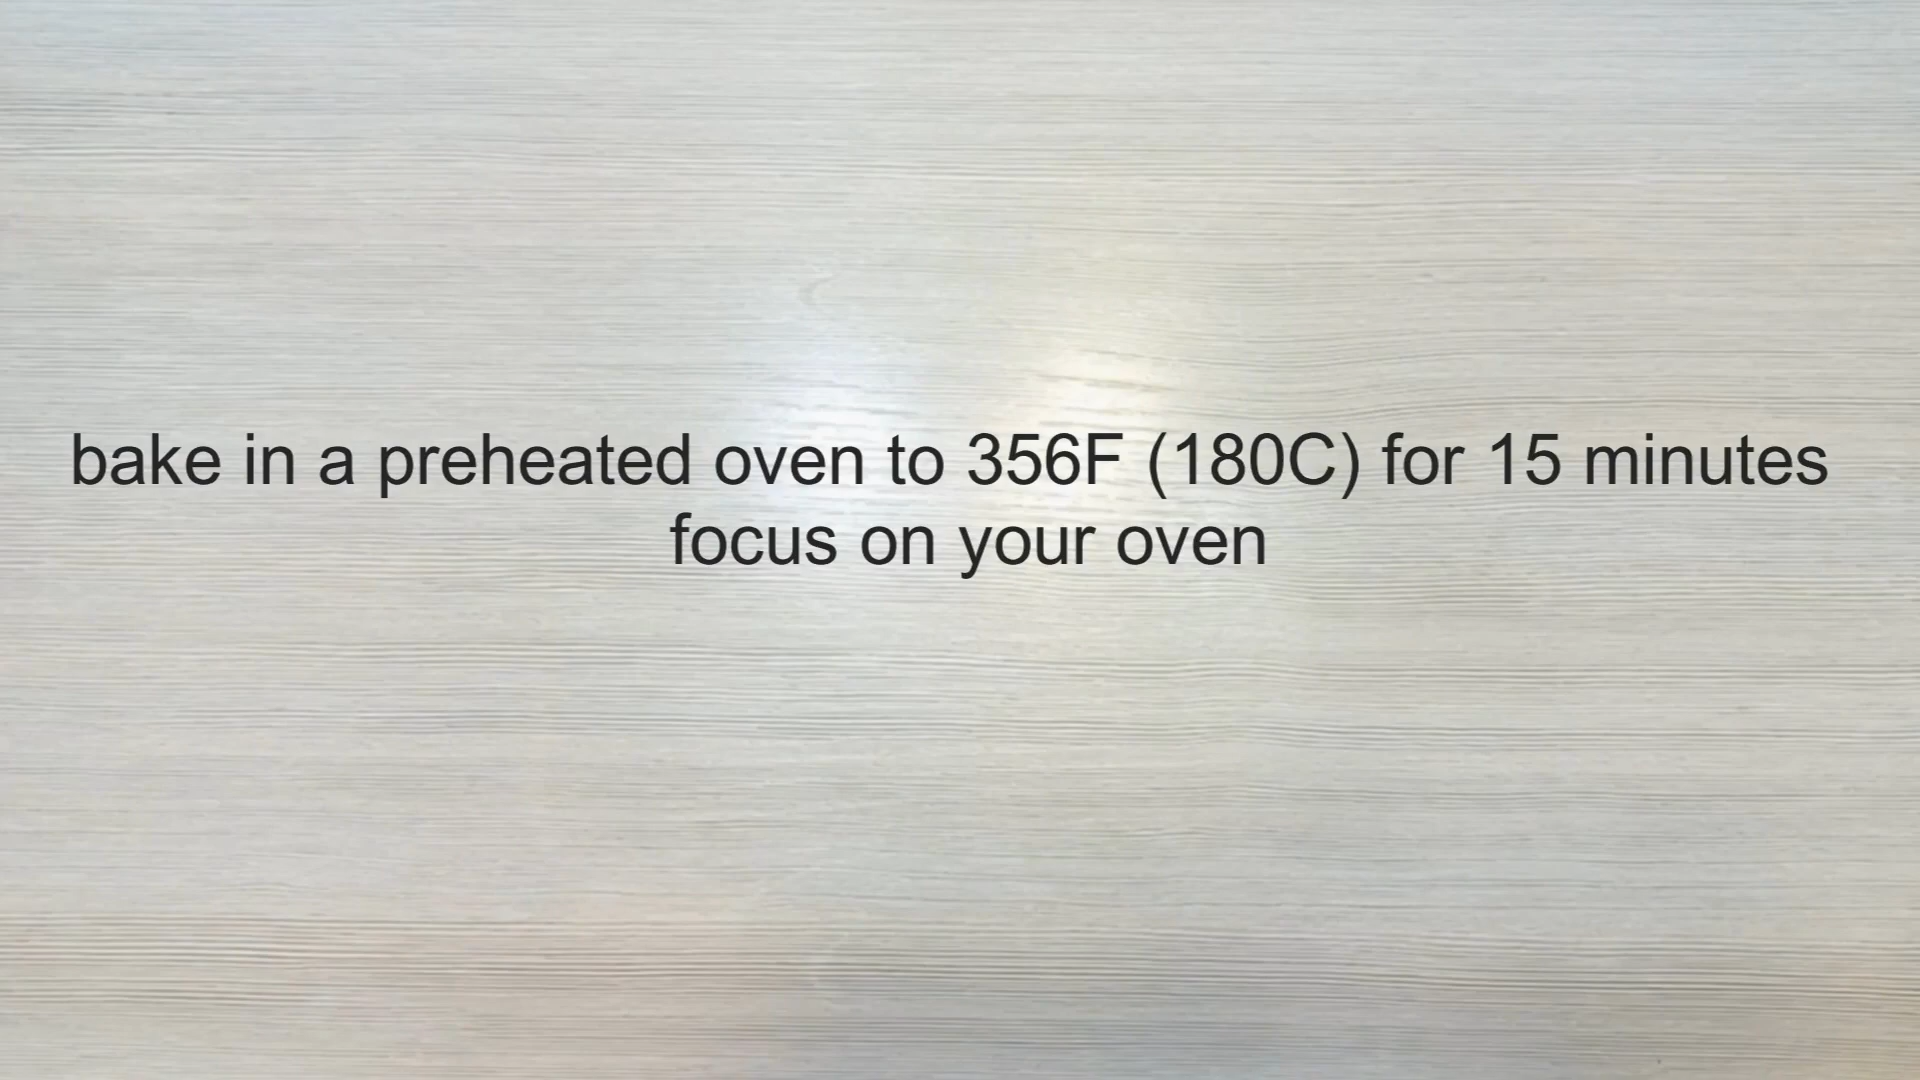 bake in a preheated oven to 356F (180C) for 15 minutes
focus on your oven